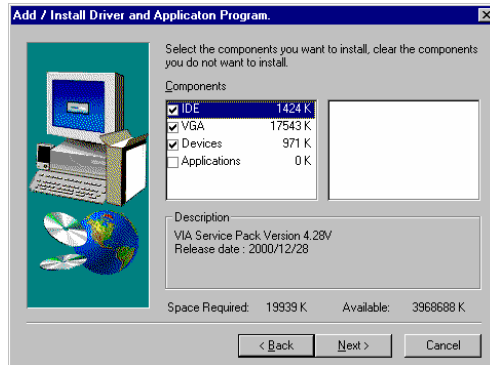 Add / Install Driver and Applicaton Program.
Select the components you want to install, clear the components
you do not want to install.
Components
IDE 1424 K
VGA 17543 K
Devices 971 K
Applications 0 K
Description
VIA Service Pack Version 4.28V
Release date : 2000/12/28
Space Required: 19939 K Available: 3968688 K
< Back Next > Cancel